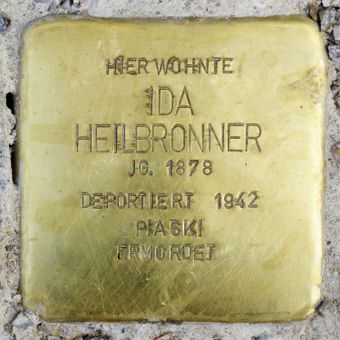 HIER WOHNTE
IDA
HEILBRONNER
JG. 1878
DEPORTIERT 1942
PIASKI
ERMORDET